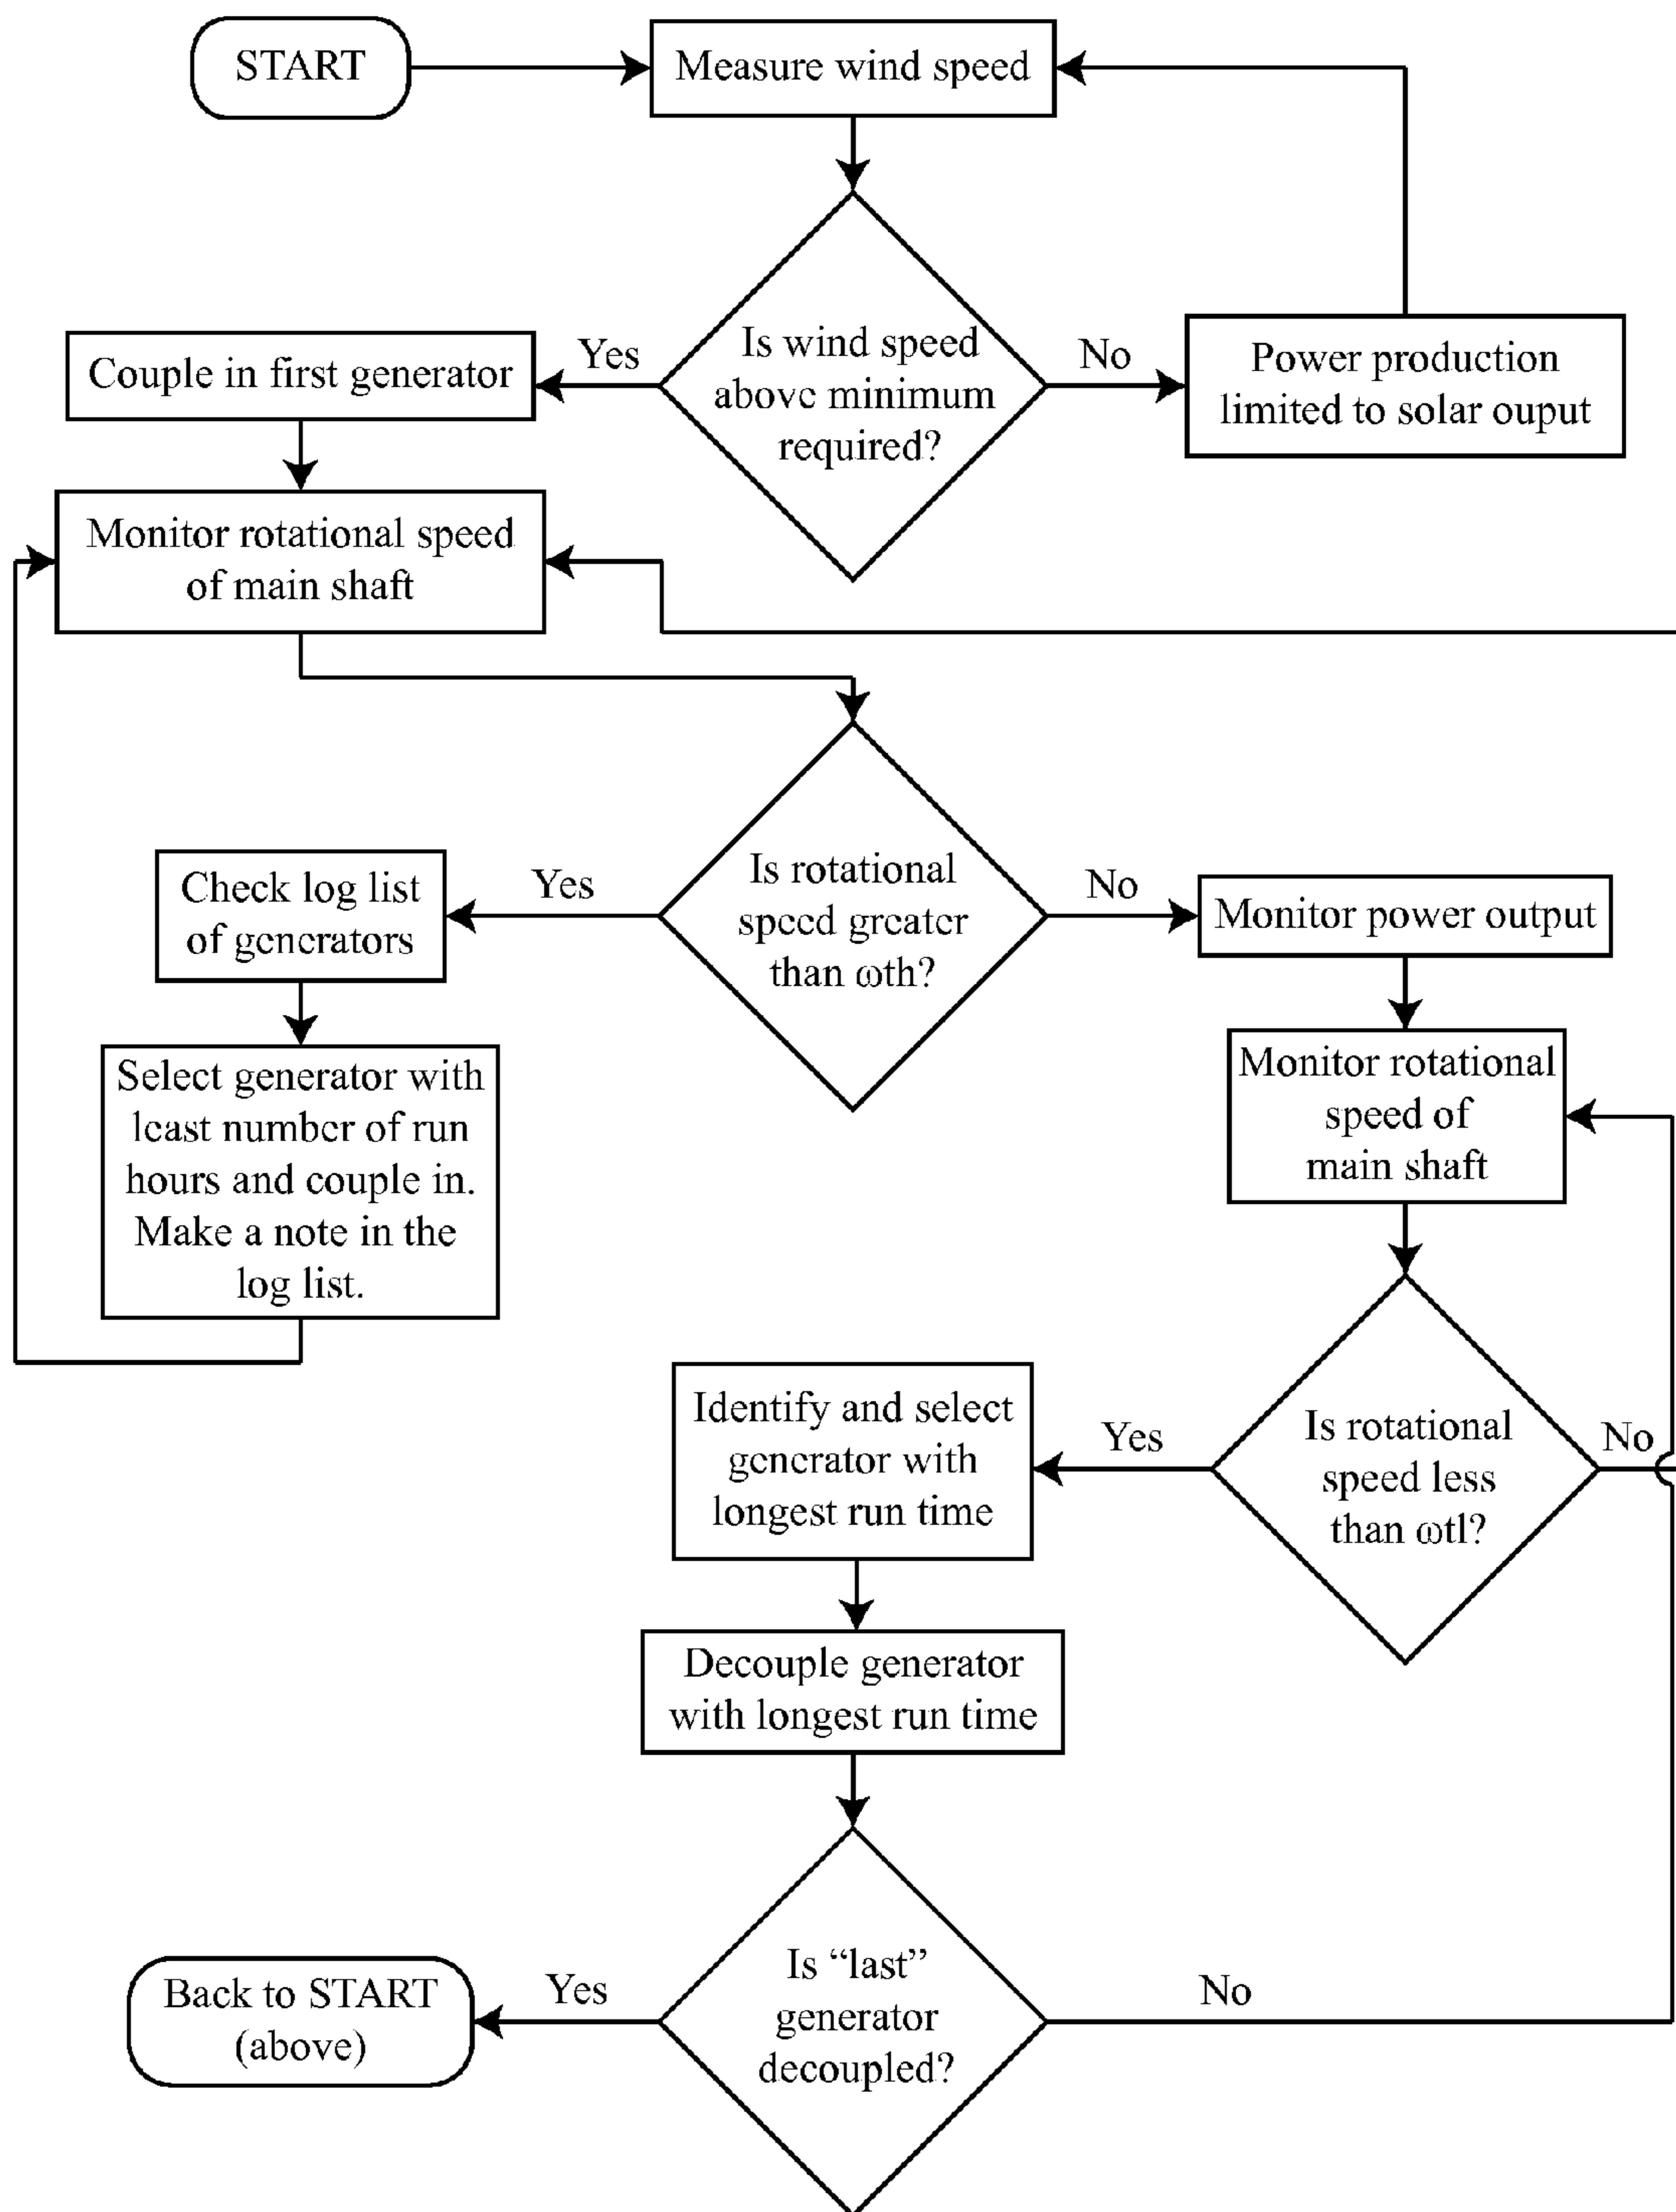 START
Measure wind speed
Is wind speed
above minimum
required?
Yes
No
Couple in first generator
Power production
limited to solar ouput
Monitor rotational speed
of main shaft
Is rotational
speed greater
than ωth?
Yes
No
Check log list
of generators
Monitor power output
Select generator with
least number of run
hours and couple in.
Make a note in the
log list.
Monitor rotational
speed of
main shaft
Is rotational
speed less
than ωtl?
Yes
No
Identify and select
generator with
longest run time
Decouple generator
with longest run time
Is “last”
generator
decoupled?
Yes
No
Back to START
(above)